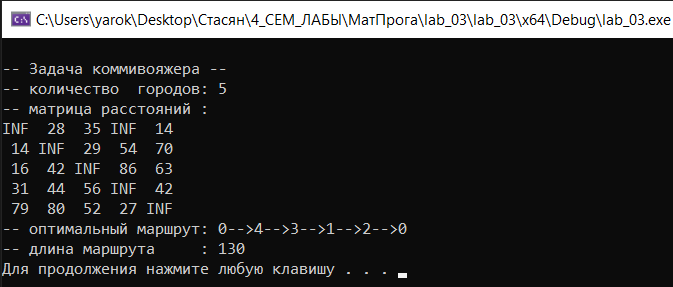 C:\Users\yarok\Desktop\Стасян\4_СЕМ_ЛАБЫ\МатПрога\lab_03\lab_03\x64\Debug\lab_03.exe
-- Задача коммивояжера --
-- количество  городов: 5
-- матрица расстояний :
INF  28  35 INF  14
 14 INF  29  54  70
 16  42 INF  86  63
 31  44  56 INF  42
 79  80  52  27 INF
-- оптимальный маршрут: 0-->4-->3-->1-->2-->0
-- длина маршрута     : 130
Для продолжения нажмите любую клавишу . . .